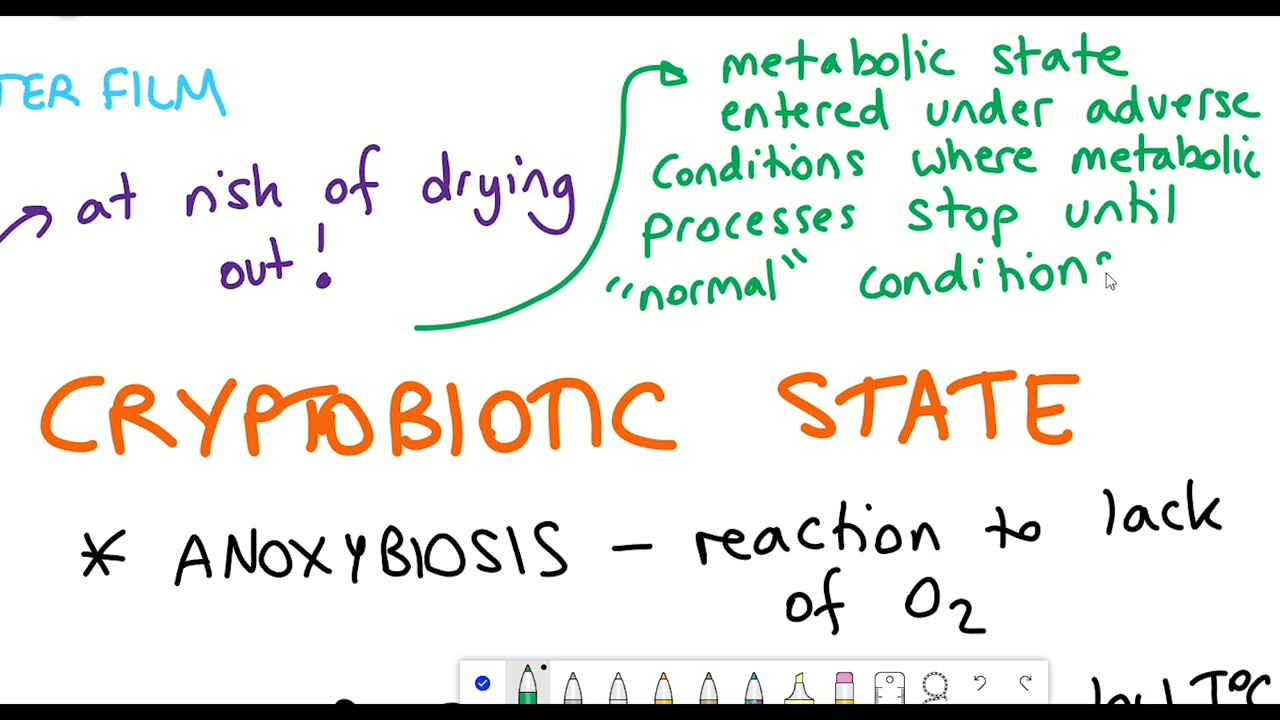 TER FILM
at risk of drying
out!
metabolic state
entered under adverse
conditions where metabolic
processes stop until
"normal" conditions
CRYPTOBIOTIC STATE
* ANOXYBIOSIS – reaction to lack
of O₂
T°C